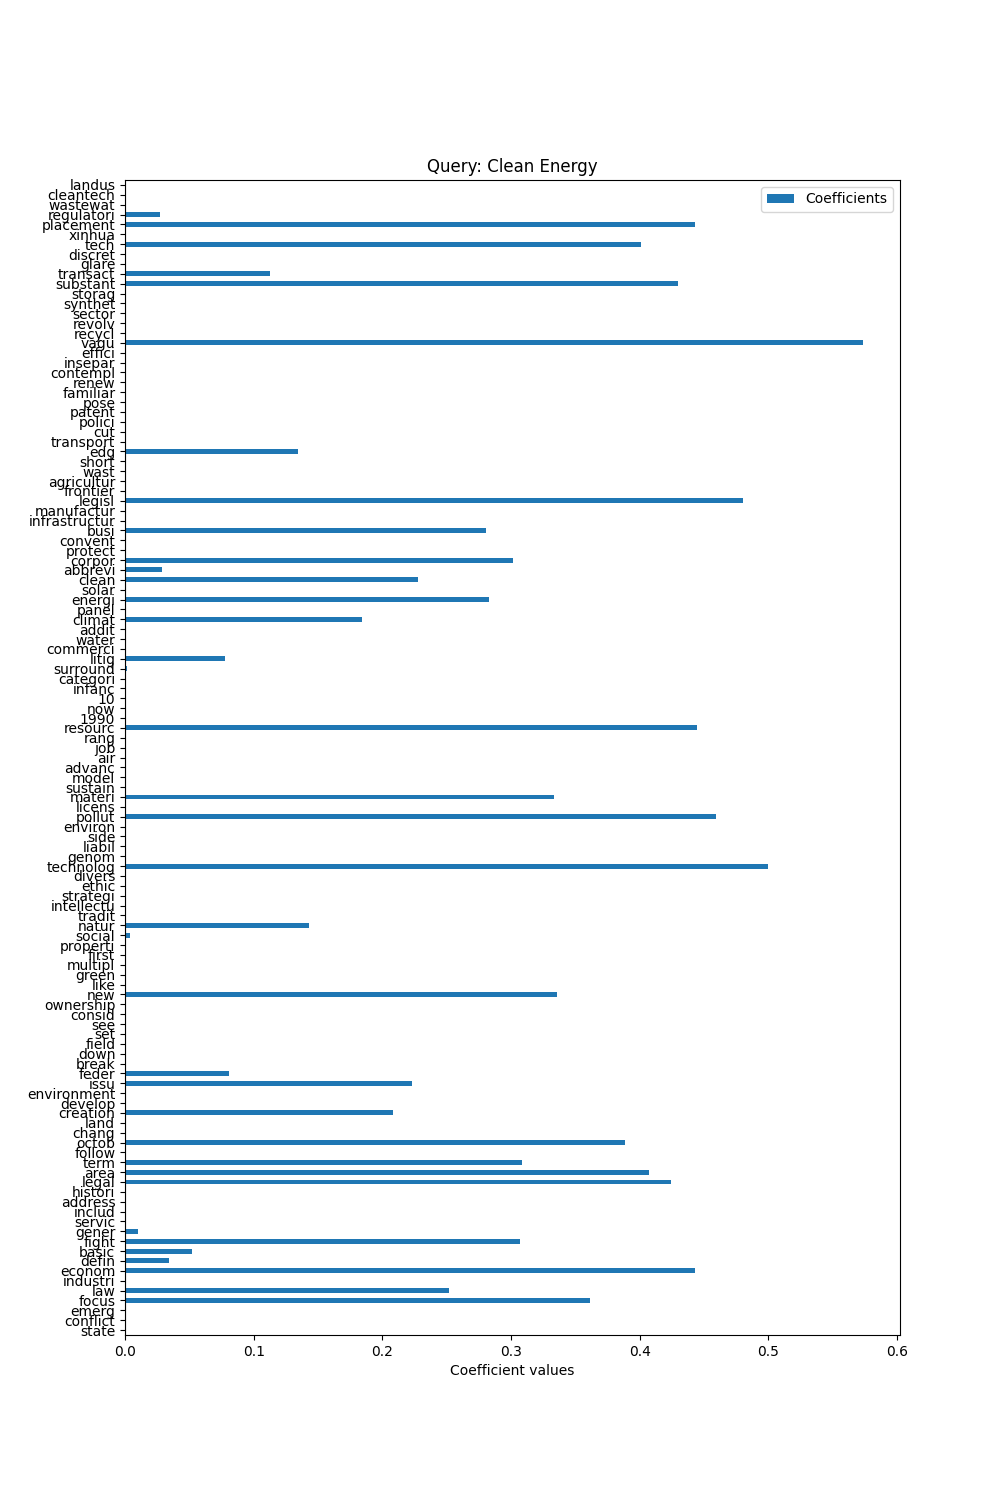 Query: Clean Energy
Coefficients
landus
cleantech
wastewat
regulatori
placement
xinhua
tech
discret
glare
transact
substant
storag
synthet
sector
revolv
recycl
vagu
effici
insepar
contempl
renew
familiar
pose
patent
polici
cut
transport
edg
short
wast
agricultur
frontier
legisl
manufactur
infrastructur
busi
convent
protect
corpor
abbrevi
clean
solar
energi
panel
climat
addit
water
commerci
litig
surround
categori
infanc
10
now
1990
resourc
rang
job
air
advanc
model
sustain
materi
licens
pollut
environ
side
liabil
genom
technolog
divers
ethic
strategi
intellectu
tradit
natur
social
properti
first
multipl
green
like
new
ownership
consid
see
set
field
down
break
feder
issu
environment
develop
creation
land
chang
octob
follow
term
area
legal
histori
address
includ
servic
gener
fight
basic
defin
econom
industri
law
focus
emerg
conflict
state
0.0 0.1 0.2 0.3 0.4 0.5 0.6
Coefficient values